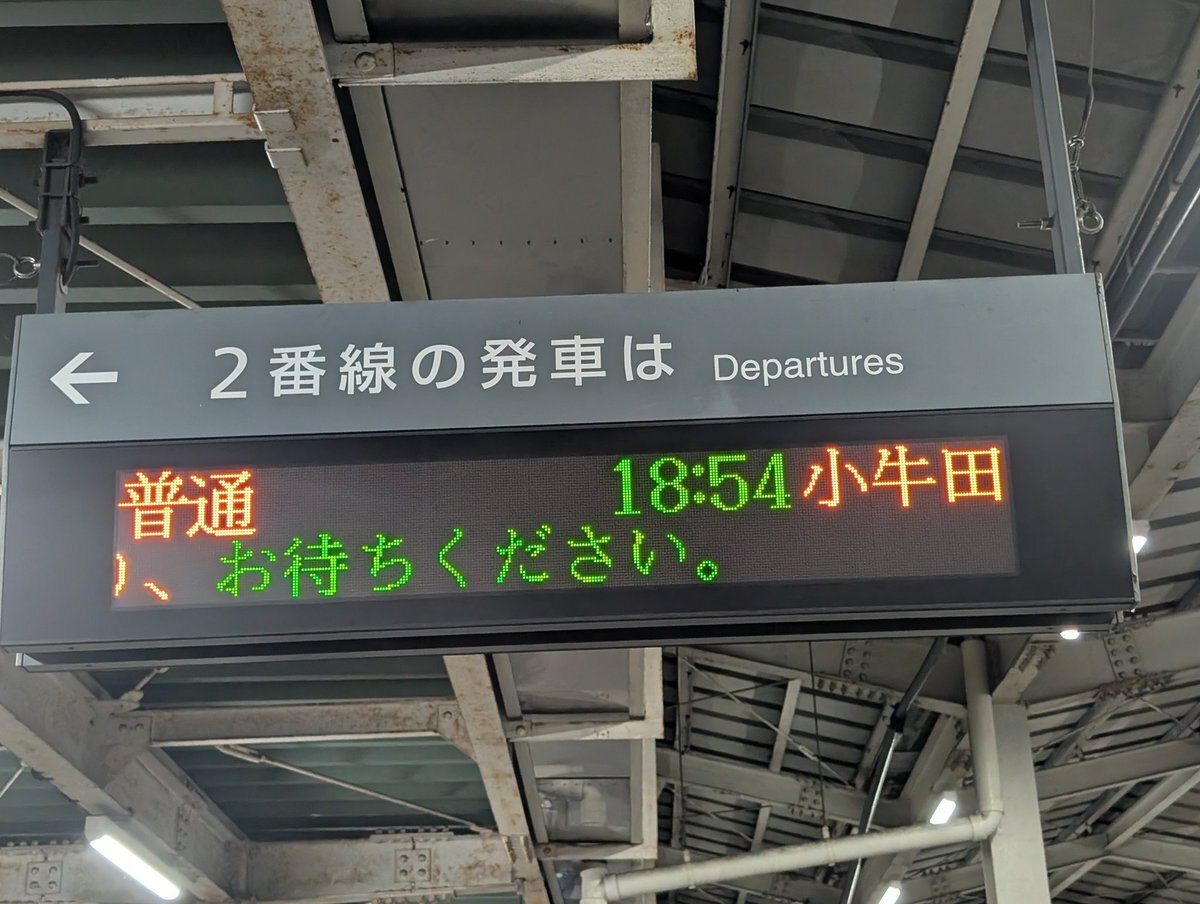 ← 2番線の発車は Departures
普通 18:54 小牛田
、お待ちください。